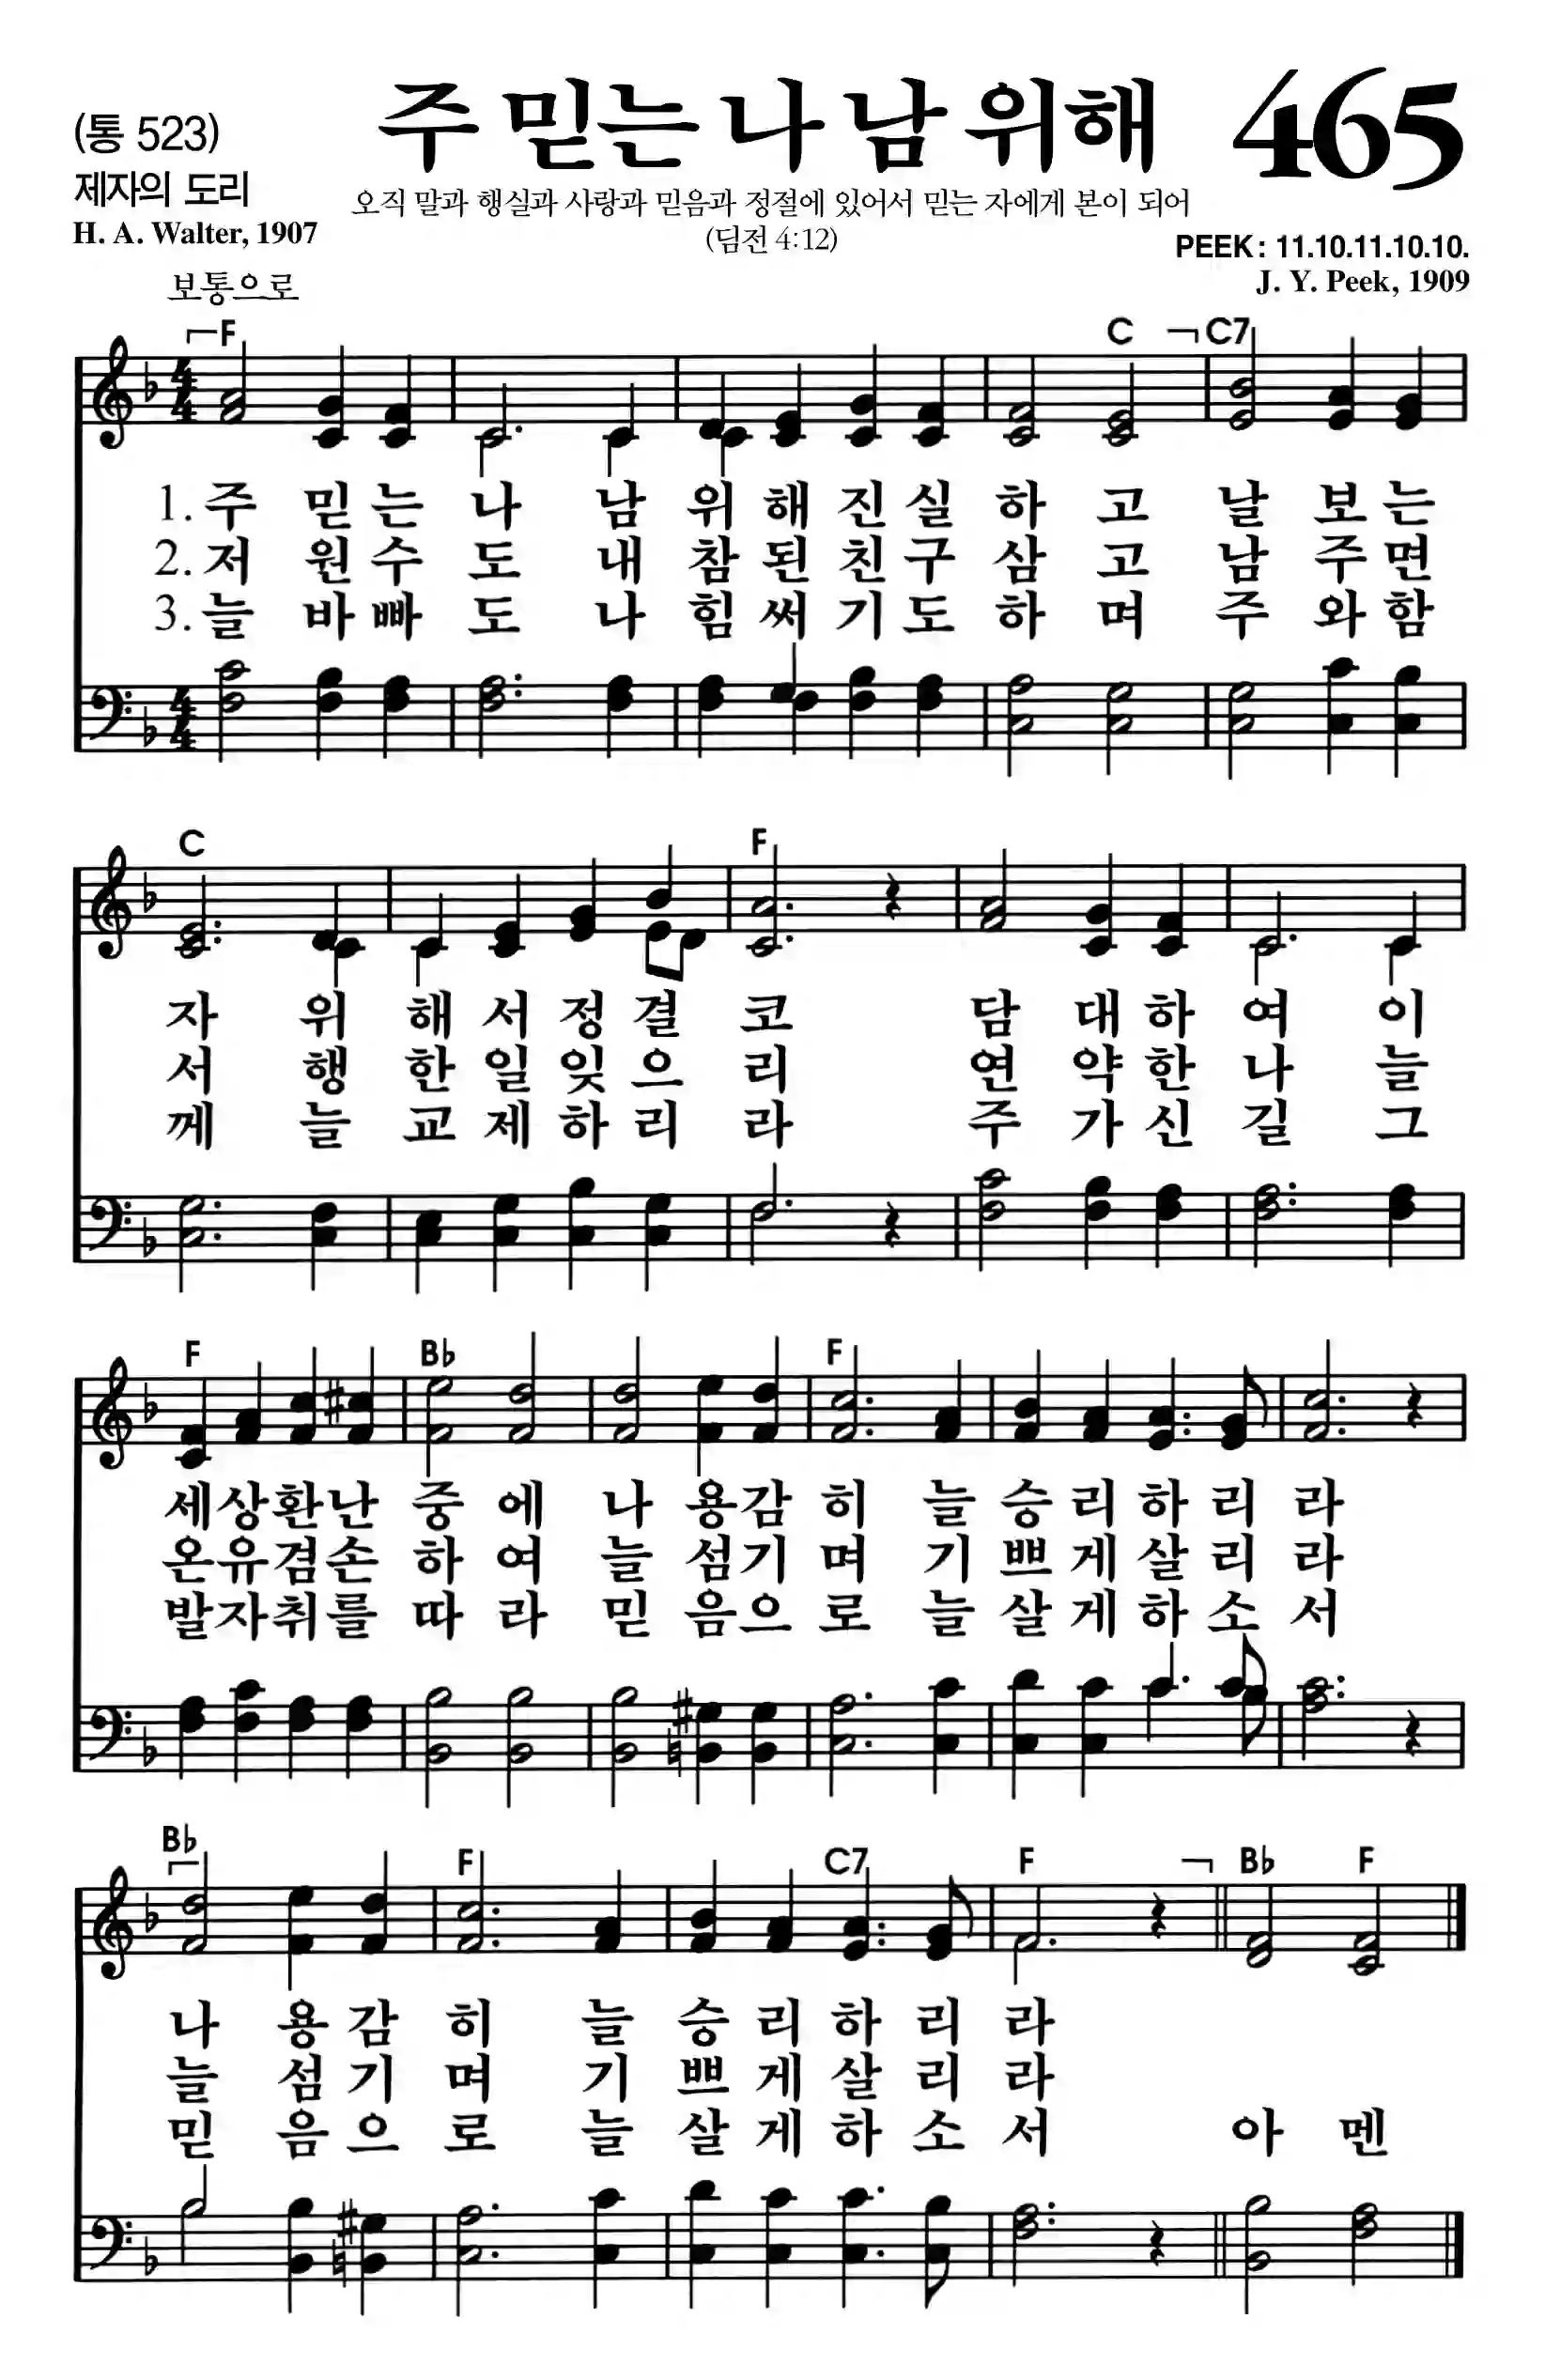 (통 523)
주 믿는 나 남 위해 465
제자의 도리
오직 말과 행실과 사랑과 믿음과 정절에 있어서 믿는 자에게 본이 되어
H. A. Walter, 1907
(딤전 4:12)
PEEK: 11.10.11.10.10.
J. Y. Peek, 1909
보통으로
F C C7
1. 주 믿 는 나 남 위 해 진 실 하 고 날 보 는
2. 저 원 수 도 내 참 된 친 구 삼 고 남 주 면
3. 늘 바 빠 도 나 힘 써 기 도 하 며 주 와 함
C F
자 위 해 서 정 결 코 담 대 하 여 이
서 행 한 일 잊 으 리 연 약 한 나 늘
께 늘 교 제 하 리 라 주 가 신 길 그
F B♭ F
세 상 환 난 중 에 나 용 감 히 늘 승 리 하 리 라
온 유 겸 손 하 여 늘 섬 기 며 기 쁘 게 살 리 라
발 자 취 를 따 라 믿 음 으 로 늘 살 게 하 소 서
B♭ F C7 F B♭ F
나 용 감 히 늘 승 리 하 리 라
늘 섬 기 며 기 쁘 게 살 리 라
믿 음 으 로 늘 살 게 하 소 서 아 멘